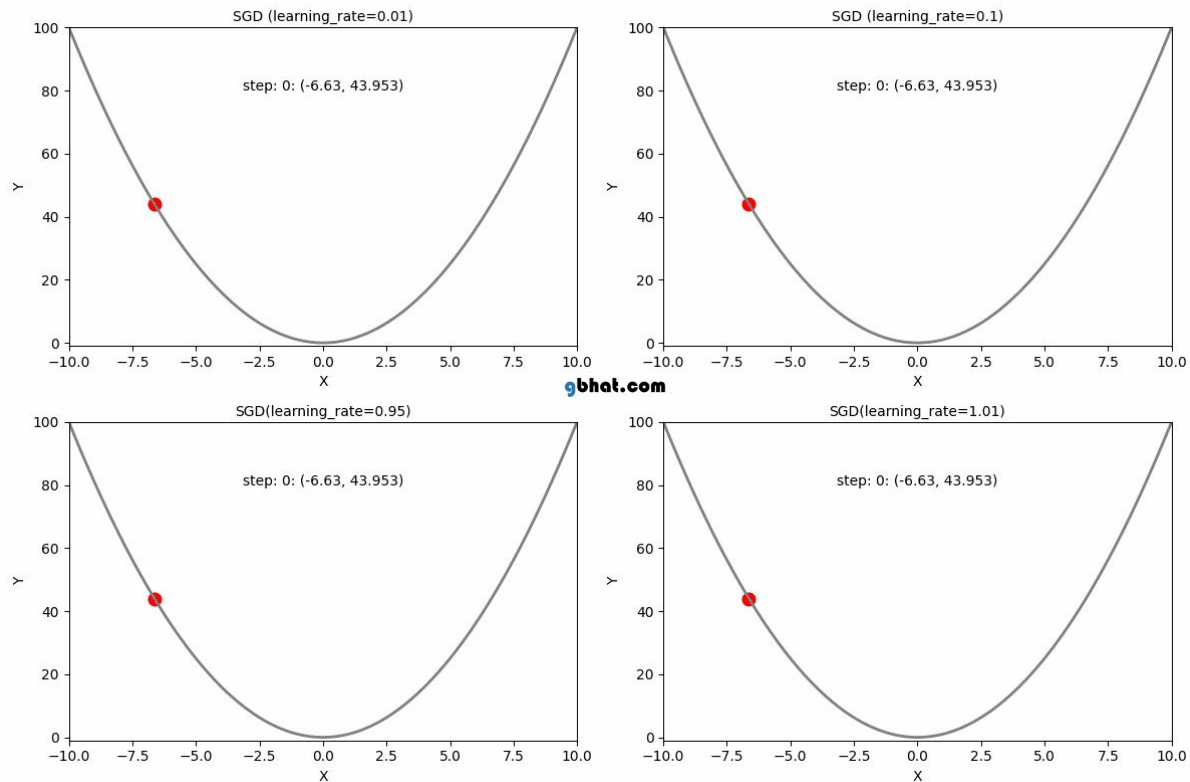 SGD (learning_rate=0.01)
100
80
60
40
20
0
Y
step: 0: (-6.63, 43.953)
−10.0 −7.5 −5.0 −2.5 0.0 2.5 5.0 7.5 10.0
X
SGD (learning_rate=0.1)
100
80
60
40
20
0
Y
step: 0: (-6.63, 43.953)
−10.0 −7.5 −5.0 −2.5 0.0 2.5 5.0 7.5 10.0
X
gbhat.com
SGD(learning_rate=0.95)
100
80
60
40
20
0
Y
step: 0: (-6.63, 43.953)
−10.0 −7.5 −5.0 −2.5 0.0 2.5 5.0 7.5 10.0
X
SGD(learning_rate=1.01)
100
80
60
40
20
0
Y
step: 0: (-6.63, 43.953)
−10.0 −7.5 −5.0 −2.5 0.0 2.5 5.0 7.5 10.0
X